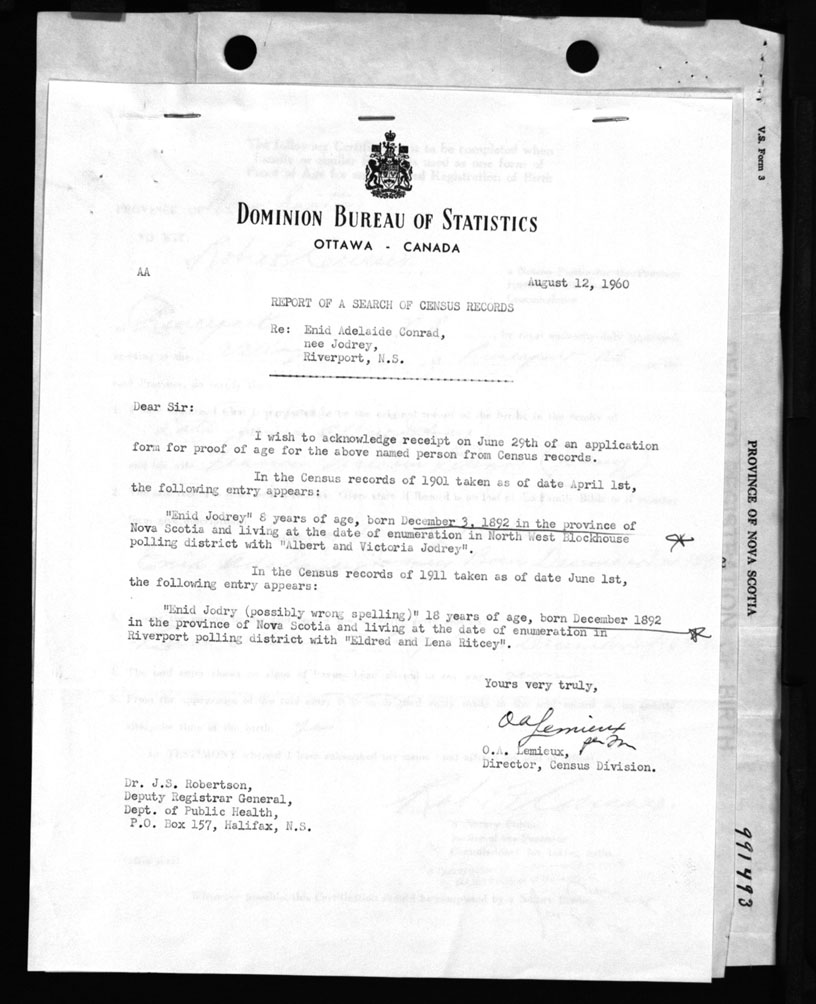 DOMINION BUREAU OF STATISTICS
OTTAWA - CANADA
AA
August 12, 1960
REPORT OF A SEARCH OF CENSUS RECORDS
Re: Enid Adelaide Conrad,
nee Jodrey,
Riverport, N.S.
Dear Sir:
I wish to acknowledge receipt on June 29th of an application
form for proof of age for the above named person from Census records.
In the Census records of 1901 taken as of date April 1st,
the following entry appears:
"Enid Jodrey" 8 years of age, born December 3, 1892 in the province of
Nova Scotia and living at the date of enumeration in North West Blockhouse
polling district with "Albert and Victoria Jodrey".
In the Census records of 1911 taken as of date June 1st,
the following entry appears:
"Enid Jodry (possibly wrong spelling)" 18 years of age, born December 1892
in the province of Nova Scotia and living at the date of enumeration in
Riverport polling district with "Eldred and Lena Ritcey".
Yours very truly,
OALemieux
per
O.A. Lemieux,
Director, Census Division.
Dr. J.S. Robertson,
Deputy Registrar General,
Dept. of Public Health,
P.O. Box 157, Halifax, N.S.
V.S. Form 3
PROVINCE OF NOVA SCOTIA
991493